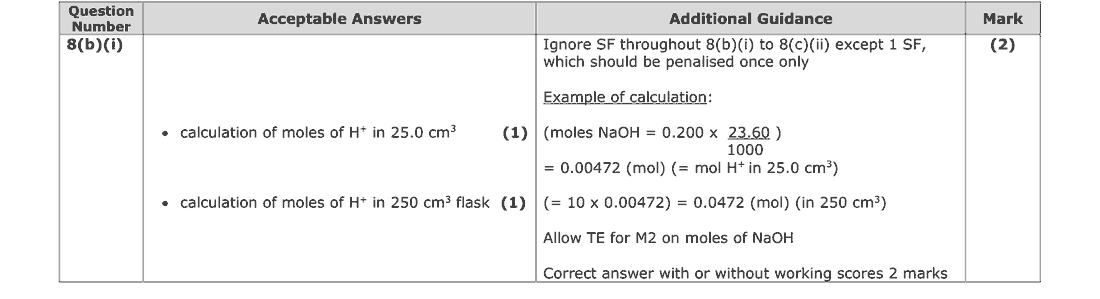 Question Number
Acceptable Answers
Additional Guidance
Mark
8(b)(i)
Ignore SF throughout 8(b)(i) to 8(c)(ii) except 1 SF,
(2)
which should be penalised once only
Example of calculation:
• calculation of moles of H⁺ in 25.0 cm³ (1)
(moles NaOH = 0.200 x 23.60 )
1000
= 0.00472 (mol) (= mol H⁺ in 25.0 cm³)
• calculation of moles of H⁺ in 250 cm³ flask (1)
(= 10 x 0.00472) = 0.0472 (mol) (in 250 cm³)
Allow TE for M2 on moles of NaOH
Correct answer with or without working scores 2 marks